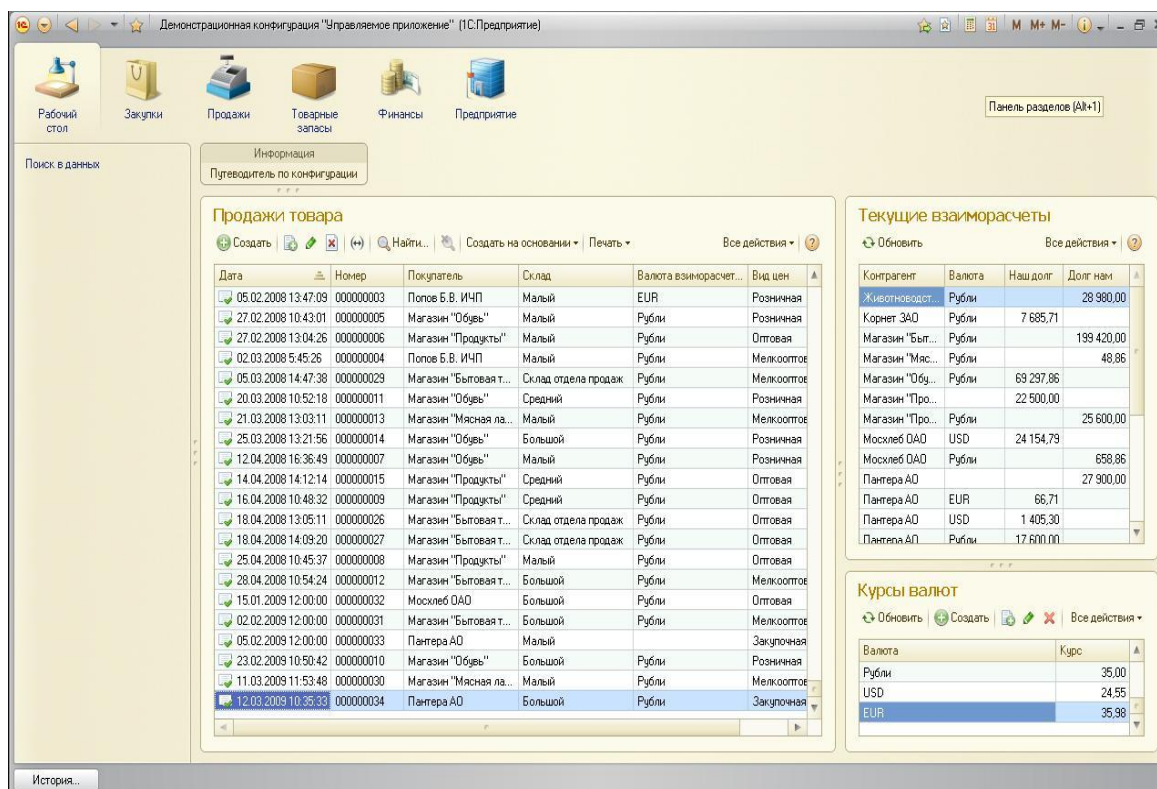 Демонстрационная конфигурация "Управляемое приложение" (1С:Предприятие)
M M+ M-
Рабочий стол
Закупки
Продажи
Товарные запасы
Финансы
Предприятие
Панель разделов (Alt+1)
Поиск в данных
Информация
Путеводитель по конфигурации
Продажи товара
Создать Найти... Создать на основании Печать Все действия
Дата Номер Покупатель Склад Валюта взиморасчет... Вид цен
05.02.2008 13:47:09 000000003 Попов Б.В. ИЧП Малый EUR Розничная
27.02.2008 10:43:01 000000005 Магазин "Обувь" Малый Рубли Розничная
27.02.2008 13:04:26 000000006 Магазин "Продукты" Малый Рубли Оптовая
02.03.2008 5:45:26 000000004 Попов Б.В. ИЧП Малый Рубли Мелкооптов
05.03.2008 14:47:38 000000029 Магазин "Бытовая т... Склад отдела продаж Рубли Мелкооптов
20.03.2008 10:52:18 000000011 Магазин "Обувь" Средний Рубли Розничная
21.03.2008 13:03:11 000000013 Магазин "Мясная ла... Малый Рубли Мелкооптов
25.03.2008 13:21:56 000000014 Магазин "Обувь" Большой Рубли Розничная
12.04.2008 16:36:49 000000007 Магазин "Обувь" Малый Рубли Розничная
14.04.2008 14:12:14 000000015 Магазин "Продукты" Средний Рубли Оптовая
16.04.2008 10:48:32 000000009 Магазин "Продукты" Средний Рубли Оптовая
18.04.2008 13:05:11 000000026 Магазин "Бытовая т... Склад отдела продаж Рубли Оптовая
18.04.2008 14:09:20 000000027 Магазин "Бытовая т... Склад отдела продаж Рубли Оптовая
25.04.2008 10:45:37 000000008 Магазин "Продукты" Малый Рубли Оптовая
28.04.2008 10:54:24 000000012 Магазин "Бытовая т... Большой Рубли Мелкооптов
15.01.2009 12:00:00 000000032 Мосхлеб ОАО Большой Рубли Оптовая
02.02.2009 12:00:00 000000031 Магазин "Бытовая т... Большой Рубли Мелкооптов
05.02.2009 12:00:00 000000033 Пантера АО Малый Закупочная
23.02.2009 10:50:42 000000010 Магазин "Обувь" Большой Рубли Розничная
11.03.2009 11:53:48 000000030 Магазин "Мясная ла... Малый Рубли Мелкооптов
12.03.2009 10:35:33 000000034 Пантера АО Большой Рубли Закупочная
Текущие взаиморасчеты
Обновить Все действия
Контрагент Валюта Наш долг Долг нам
Животноводст... Рубли 28 980,00
Корнет ЗАО Рубли 7 685,71
Магазин "Быт... Рубли 199 420,00
Магазин "Мяс... Рубли 48,86
Магазин "Обу... Рубли 69 297,86
Магазин "Про... 22 500,00
Магазин "Про... Рубли 25 600,00
Мосхлеб ОАО USD 24 154,79
Мосхлеб ОАО Рубли 658,86
Пантера АО 27 900,00
Пантера АО EUR 66,71
Пантера АО USD 1 405,30
Пантера АО Рубли 17 600,00
Курсы валют
Обновить Создать Все действия
Валюта Курс
Рубли 35,00
USD 24,55
EUR 35,98
История...